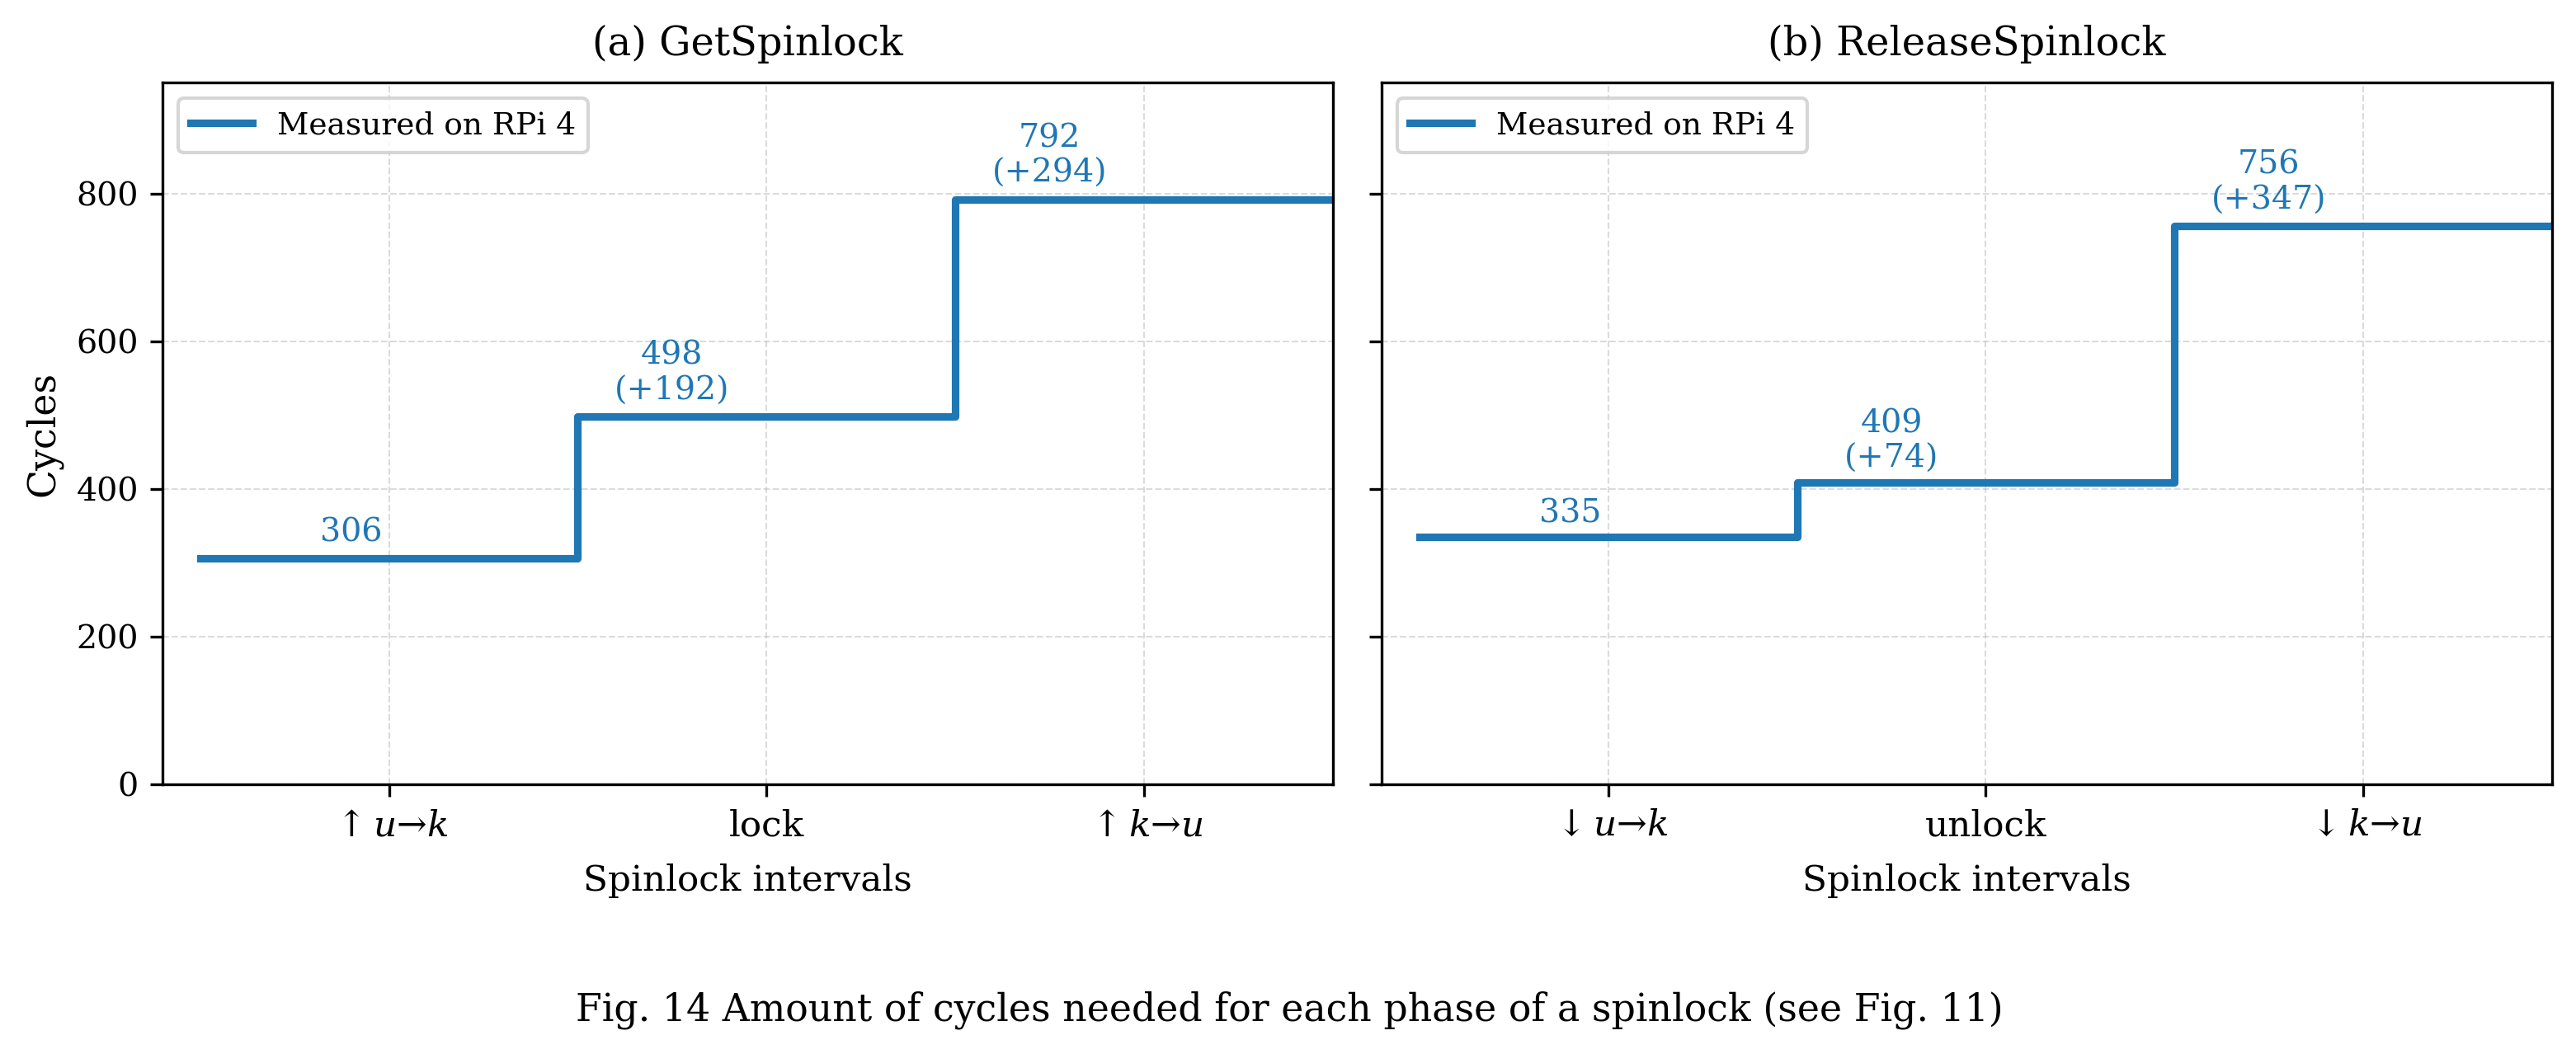 (a) GetSpinlock
Measured on RPi 4
792
(+294)
498
(+192)
306
Cycles
800
600
400
200
0
↑ u→k
lock
↑ k→u
Spinlock intervals
(b) ReleaseSpinlock
Measured on RPi 4
756
(+347)
409
(+74)
335
↓ u→k
unlock
↓ k→u
Spinlock intervals
Fig. 14 Amount of cycles needed for each phase of a spinlock (see Fig. 11)